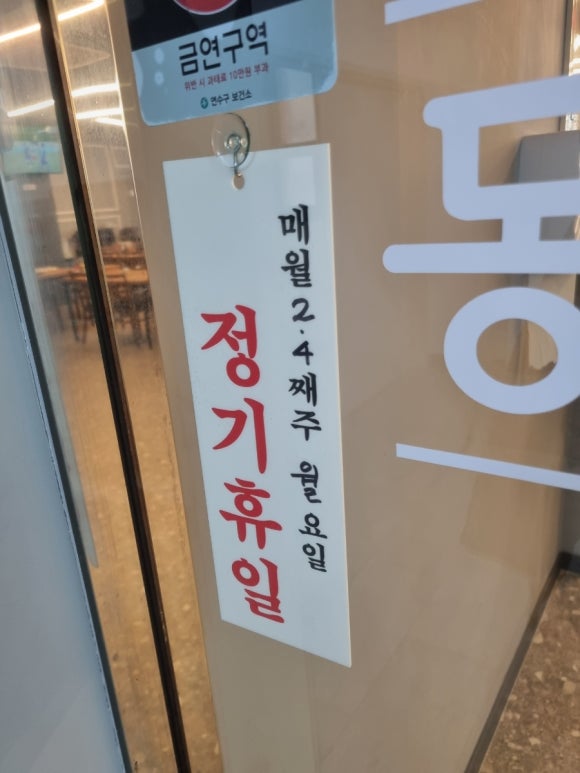 금연구역
위반 시 과태료 10만원 부과
연수구 보건소
매월 2·4째주 월요일
정기휴일